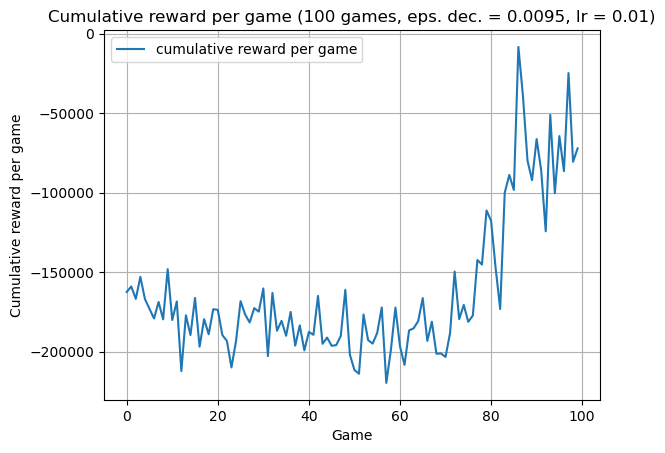 Cumulative reward per game (100 games, eps. dec. = 0.0095, lr = 0.01)
cumulative reward per game
Cumulative reward per game
0
−50000
−100000
−150000
−200000
0 20 40 60 80 100
Game